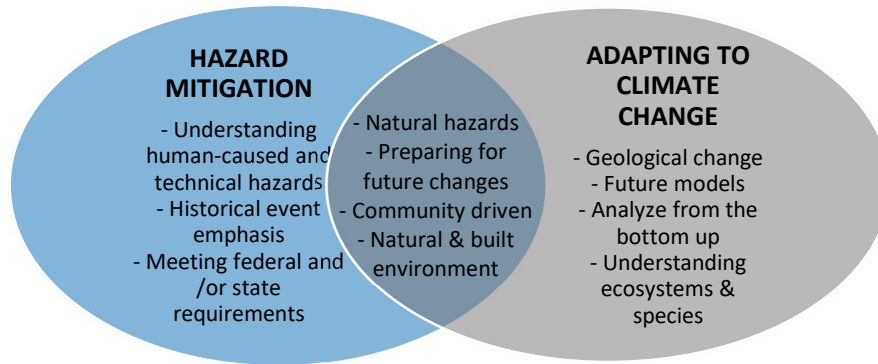 HAZARD
MITIGATION
- Understanding
human-caused and
technical hazards
- Historical event
emphasis
- Meeting federal and
/or state
requirements
- Natural hazards
- Preparing for
future changes
- Community driven
- Natural & built
environment
ADAPTING TO
CLIMATE
CHANGE
- Geological change
- Future models
- Analyze from the
bottom up
- Understanding
ecosystems &
species